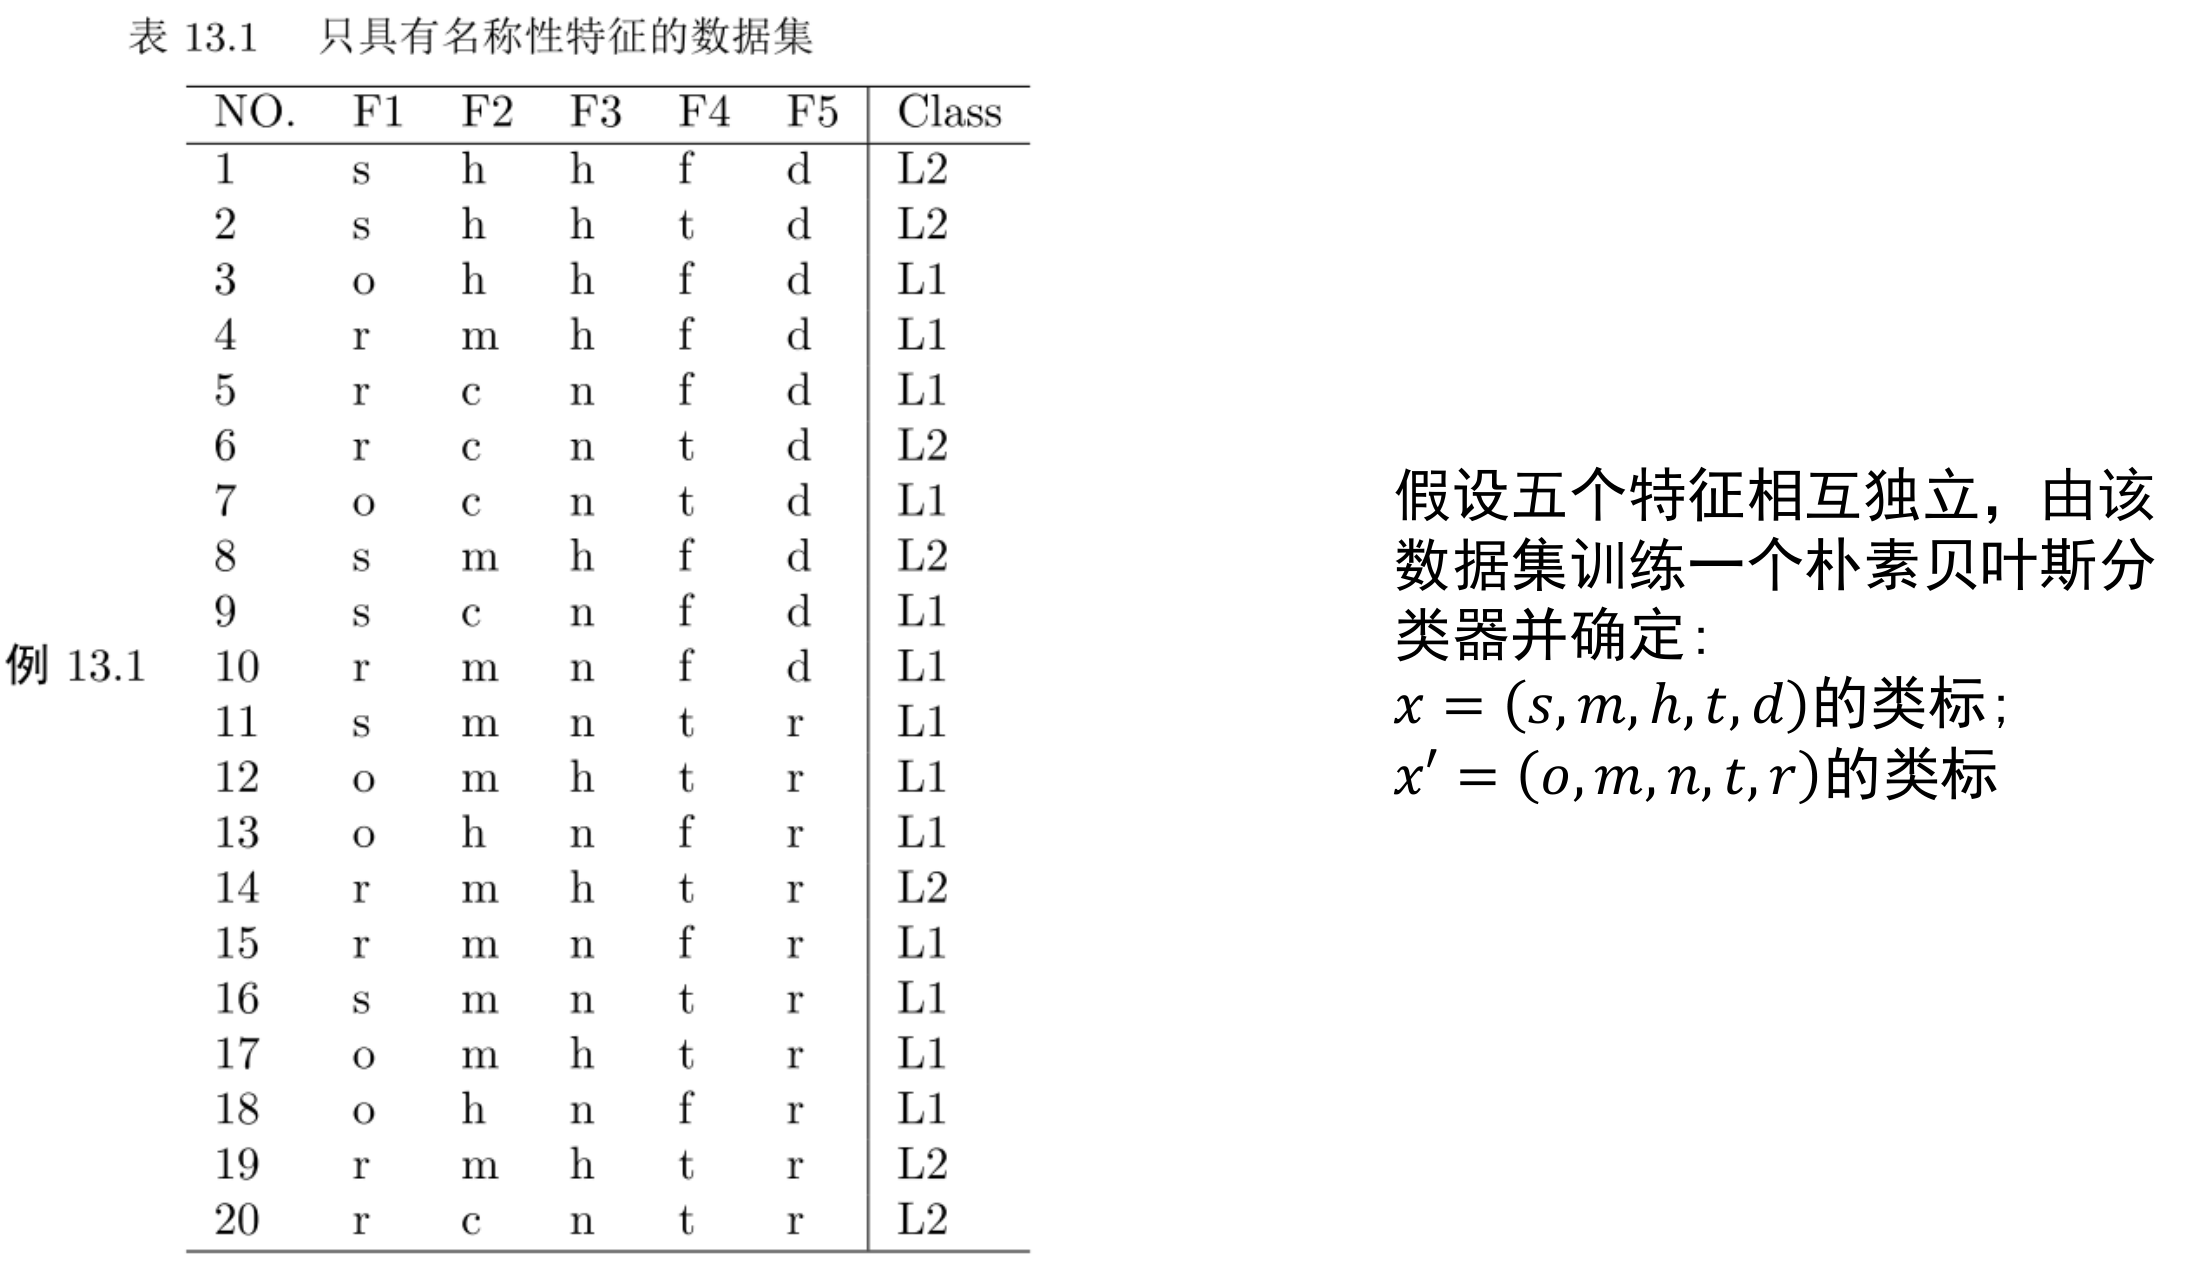 表 13.1 只具有名称性特征的数据集
NO. F1 F2 F3 F4 F5 Class
1 s h h f d L2
2 s h h t d L2
3 o h h f d L1
4 r m h f d L1
5 r c n f d L1
6 r c n t d L2
7 o c n t d L1
8 s m h f d L2
9 s c n f d L1
例 13.1
10 r m n f d L1
11 s m n t r L1
12 o m h t r L1
13 o h n f r L1
14 r m h t r L2
15 r m n f r L1
16 s m n t r L1
17 o m h t r L1
18 o h n f r L1
19 r m h t r L2
20 r c n t r L2
假设五个特征相互独立，由该
数据集训练一个朴素贝叶斯分
类器并确定：
x = (s, m, h, t, d)的类标；
x′ = (o, m, n, t, r)的类标